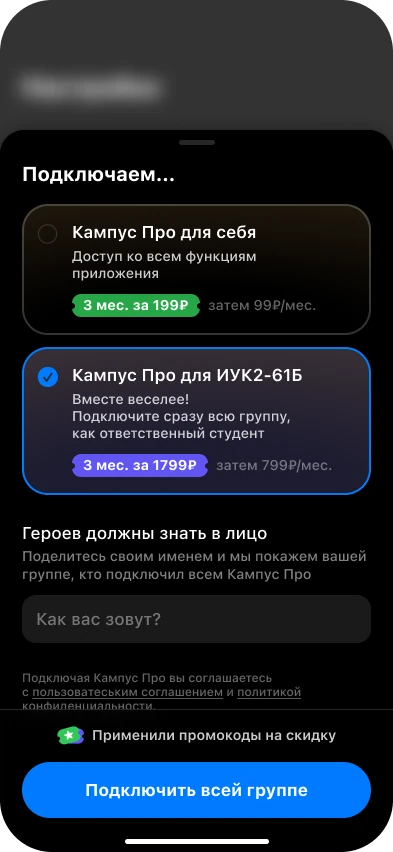 Подключаем...
Кампус Про для себя
Доступ ко всем функциям
приложения
3 мес. за 199₽ затем 99₽/мес.
Кампус Про для ИУК2-61Б
Вместе веселее!
Подключите сразу всю группу,
как ответственный студент
3 мес. за 1799₽ затем 799₽/мес.
Героев должны знать в лицо
Поделитесь своим именем и мы покажем вашей
группе, кто подключил всем Кампус Про
Как вас зовут?
Подключая Кампус Про вы соглашаетесь
с пользоватеським соглашением и политикой
конфиденциальности.
Применили промокоды на скидку
Подключить всей группе